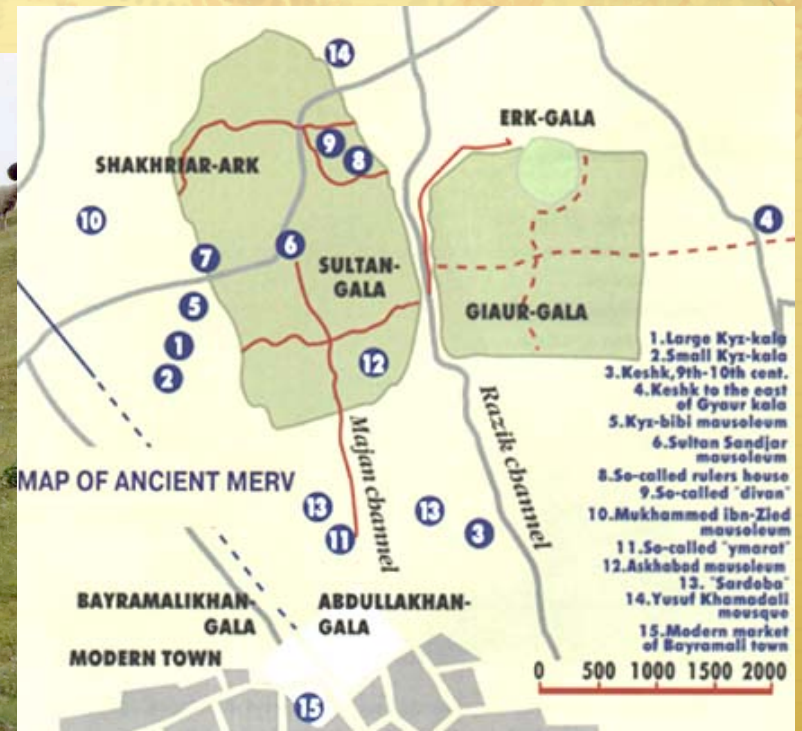 14
ERK-GALA
9
8
SHAKHRIAR-ARK
10
4
6
7
SULTAN-
GALA
5
GIAUR-GALA
1
2
12
1.Large Kyz-kala
2.Small Kyz-kala
3.Keshk,9th-10th cent.
4.Keshk to the east
of Gyaur kala
5.Kyz-bibi mausoleum
6.Sultan Sandjar
mausoleum
8.So-called rulers house
9.So-called "divan"
10.Mukhammed ibn-Zied
mausoleum
11.So-called "ymarat"
12.Askhabad mausoleum
13. "Sardoba"
14.Yusuf Khamadali
mousque
15.Modern market
of Bayramali town
Majan channel
Razik channel
MAP OF ANCIENT MERV
13
13
11
3
BAYRAMALIKHAN-
GALA
ABDULLAKHAN-
GALA
MODERN TOWN
15
0 500 1000 1500 2000